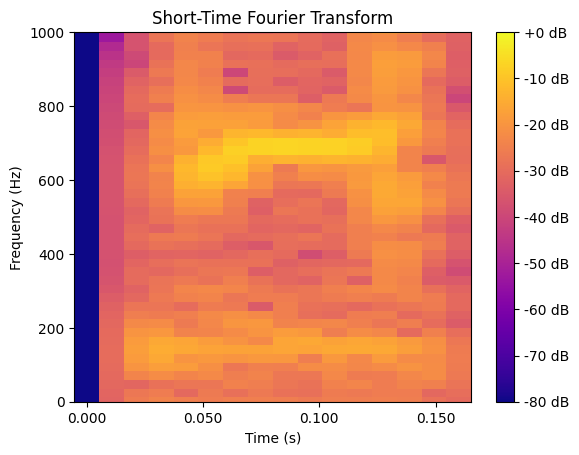 Short-Time Fourier Transform
1000
800
600
400
200
0
Frequency (Hz)
0.000
0.050
0.100
0.150
Time (s)
+0 dB
-10 dB
-20 dB
-30 dB
-40 dB
-50 dB
-60 dB
-70 dB
-80 dB